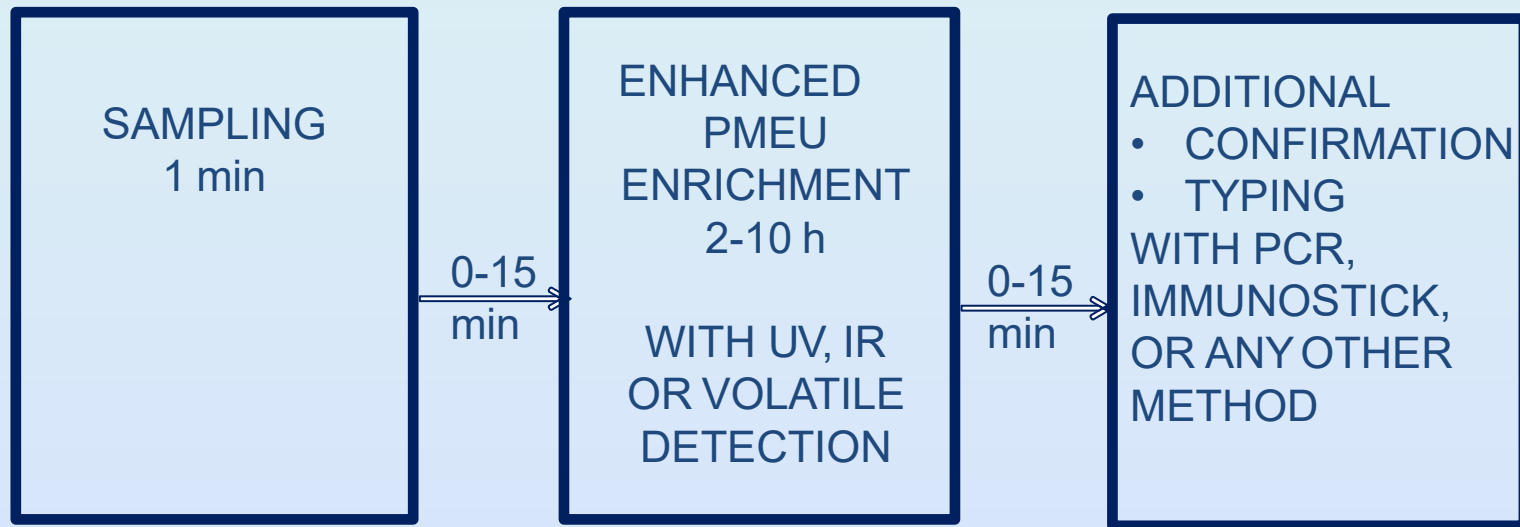 SAMPLING
1 min
0-15
min
ENHANCED
PMEU
ENRICHMENT
2-10 h
WITH UV, IR
OR VOLATILE
DETECTION
0-15
min
ADDITIONAL
• CONFIRMATION
• TYPING
WITH PCR,
IMMUNOSTICK,
OR ANY OTHER
METHOD